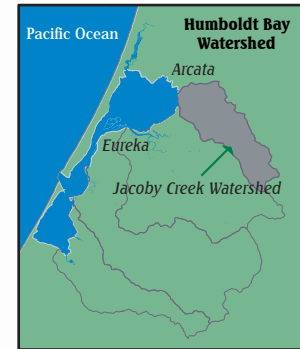 Pacific Ocean
Humboldt Bay
Watershed
Arcata
Eureka
Jacoby Creek Watershed